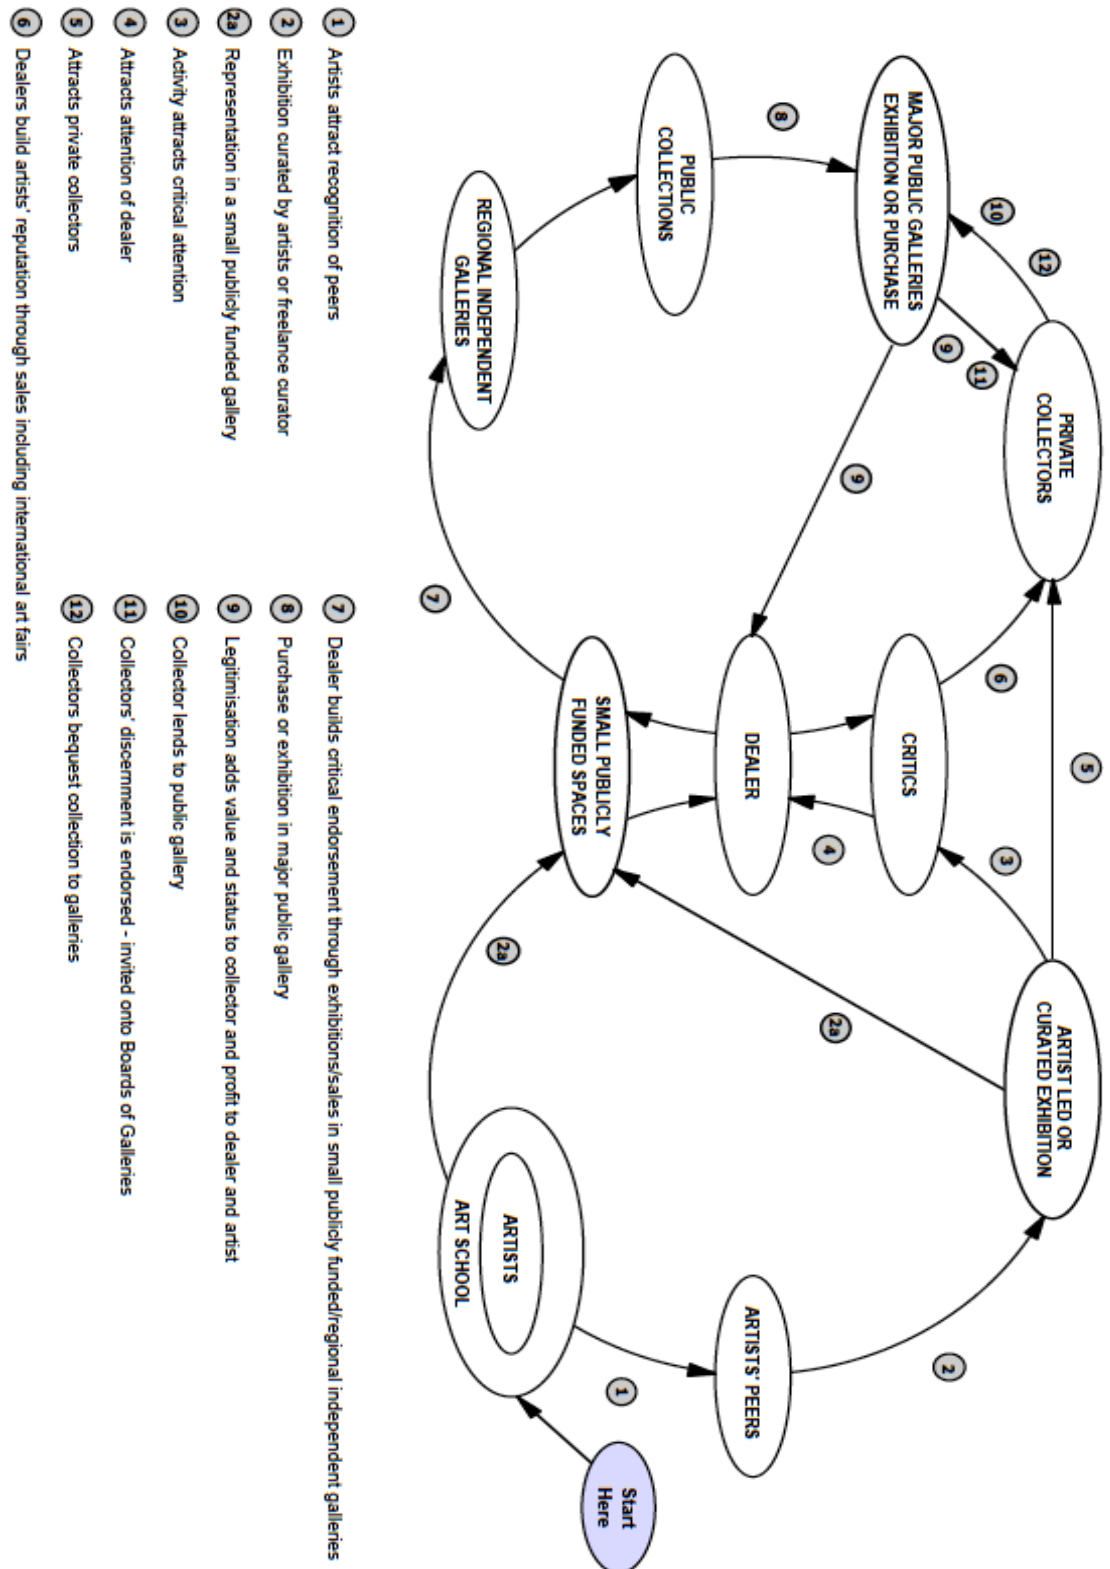 PRIVATE
COLLECTORS
ARTIST LED OR
CURATED EXHIBITION
5
12
10
11
9
6
3
2
MAJOR PUBLIC GALLERIES
EXHIBITION OR PURCHASE
CRITICS
9
4
2a
8
DEALER
ARTISTS' PEERS
PUBLIC
COLLECTIONS
SMALL PUBLICLY
FUNDED SPACES
1
Start
Here
REGIONAL INDEPENDENT
GALLERIES
2a
ARTISTS
ART SCHOOL
7
1 Artists attract recognition of peers
2 Exhibition curated by artists or freelance curator
2a Representation in a small publicly funded gallery
3 Activity attracts critical attention
4 Attracts attention of dealer
5 Attracts private collectors
6 Dealers build artists' reputation through sales including international art fairs
7 Dealer builds critical endorsement through exhibitions/sales in small publicly funded/regional independent galleries
8 Purchase or exhibition in major public gallery
9 Legitimisation adds value and status to collector and profit to dealer and artist
10 Collector lends to public gallery
11 Collectors' discernment is endorsed - invited onto Boards of Galleries
12 Collectors bequest collection to galleries